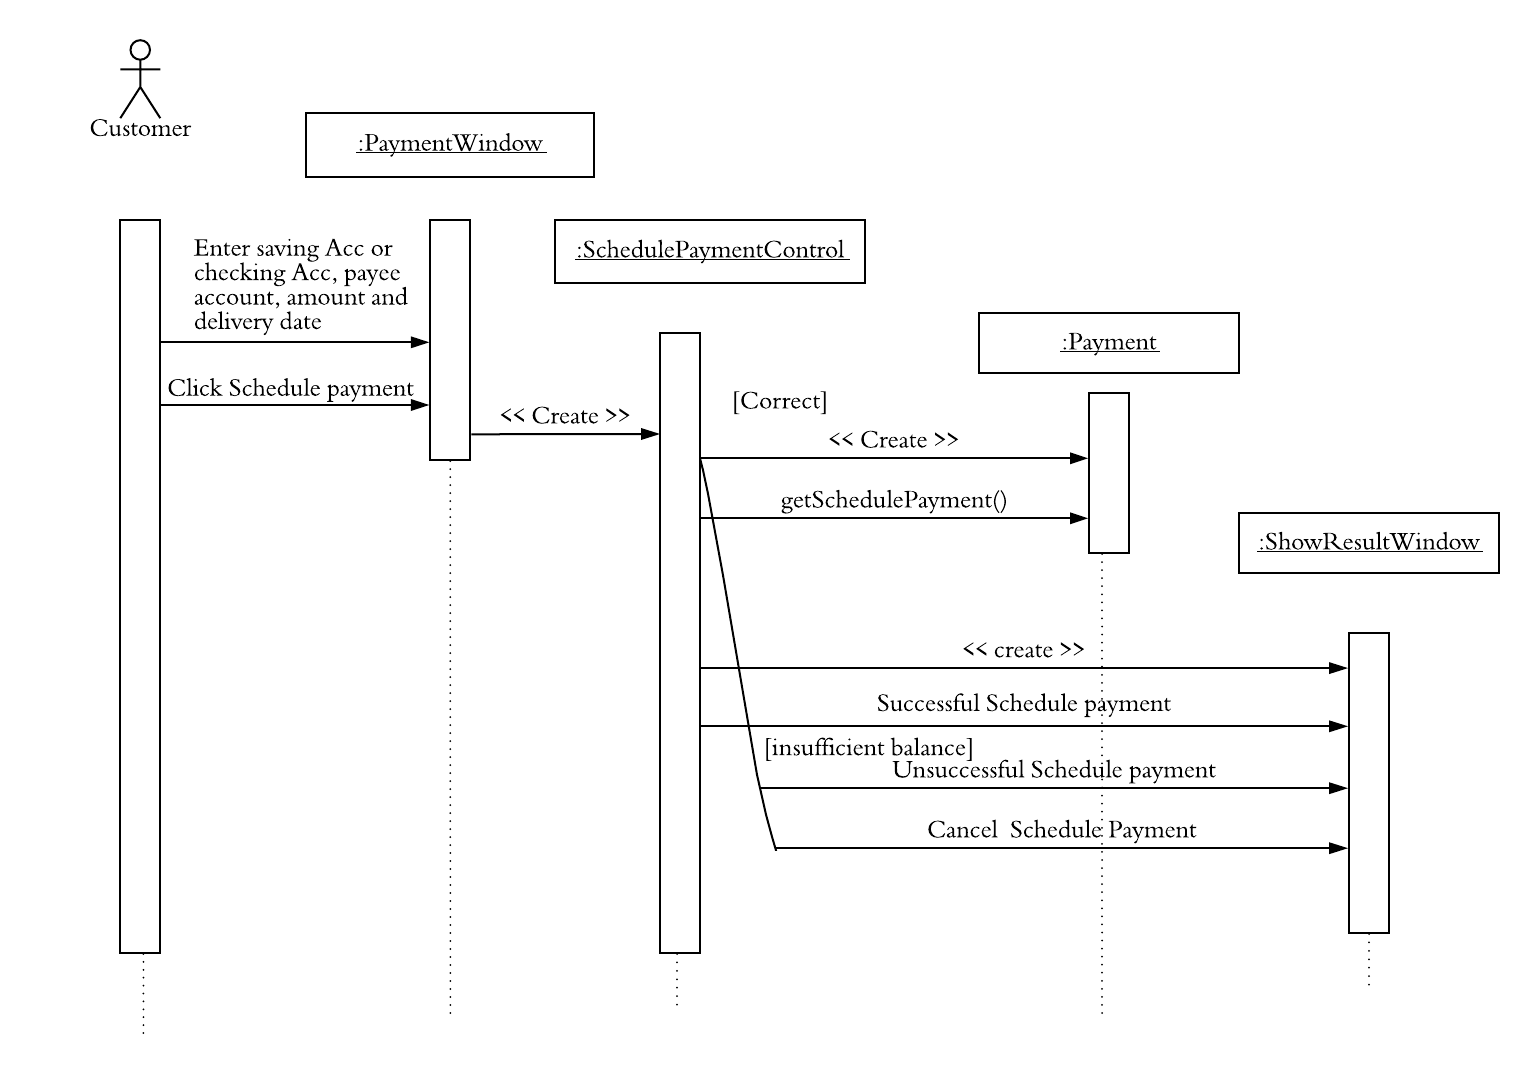 Customer
:PaymentWindow
:SchedulePaymentControl
Enter saving Acc or
checking Acc, payee
account, amount and
delivery date
:Payment
Click Schedule payment
<< Create >>
[Correct]
<< Create >>
getSchedulePayment()
:ShowResultWindow
<< create >>
Successful Schedule payment
[insufficient balance]
Unsuccessful Schedule payment
Cancel  Schedule Payment